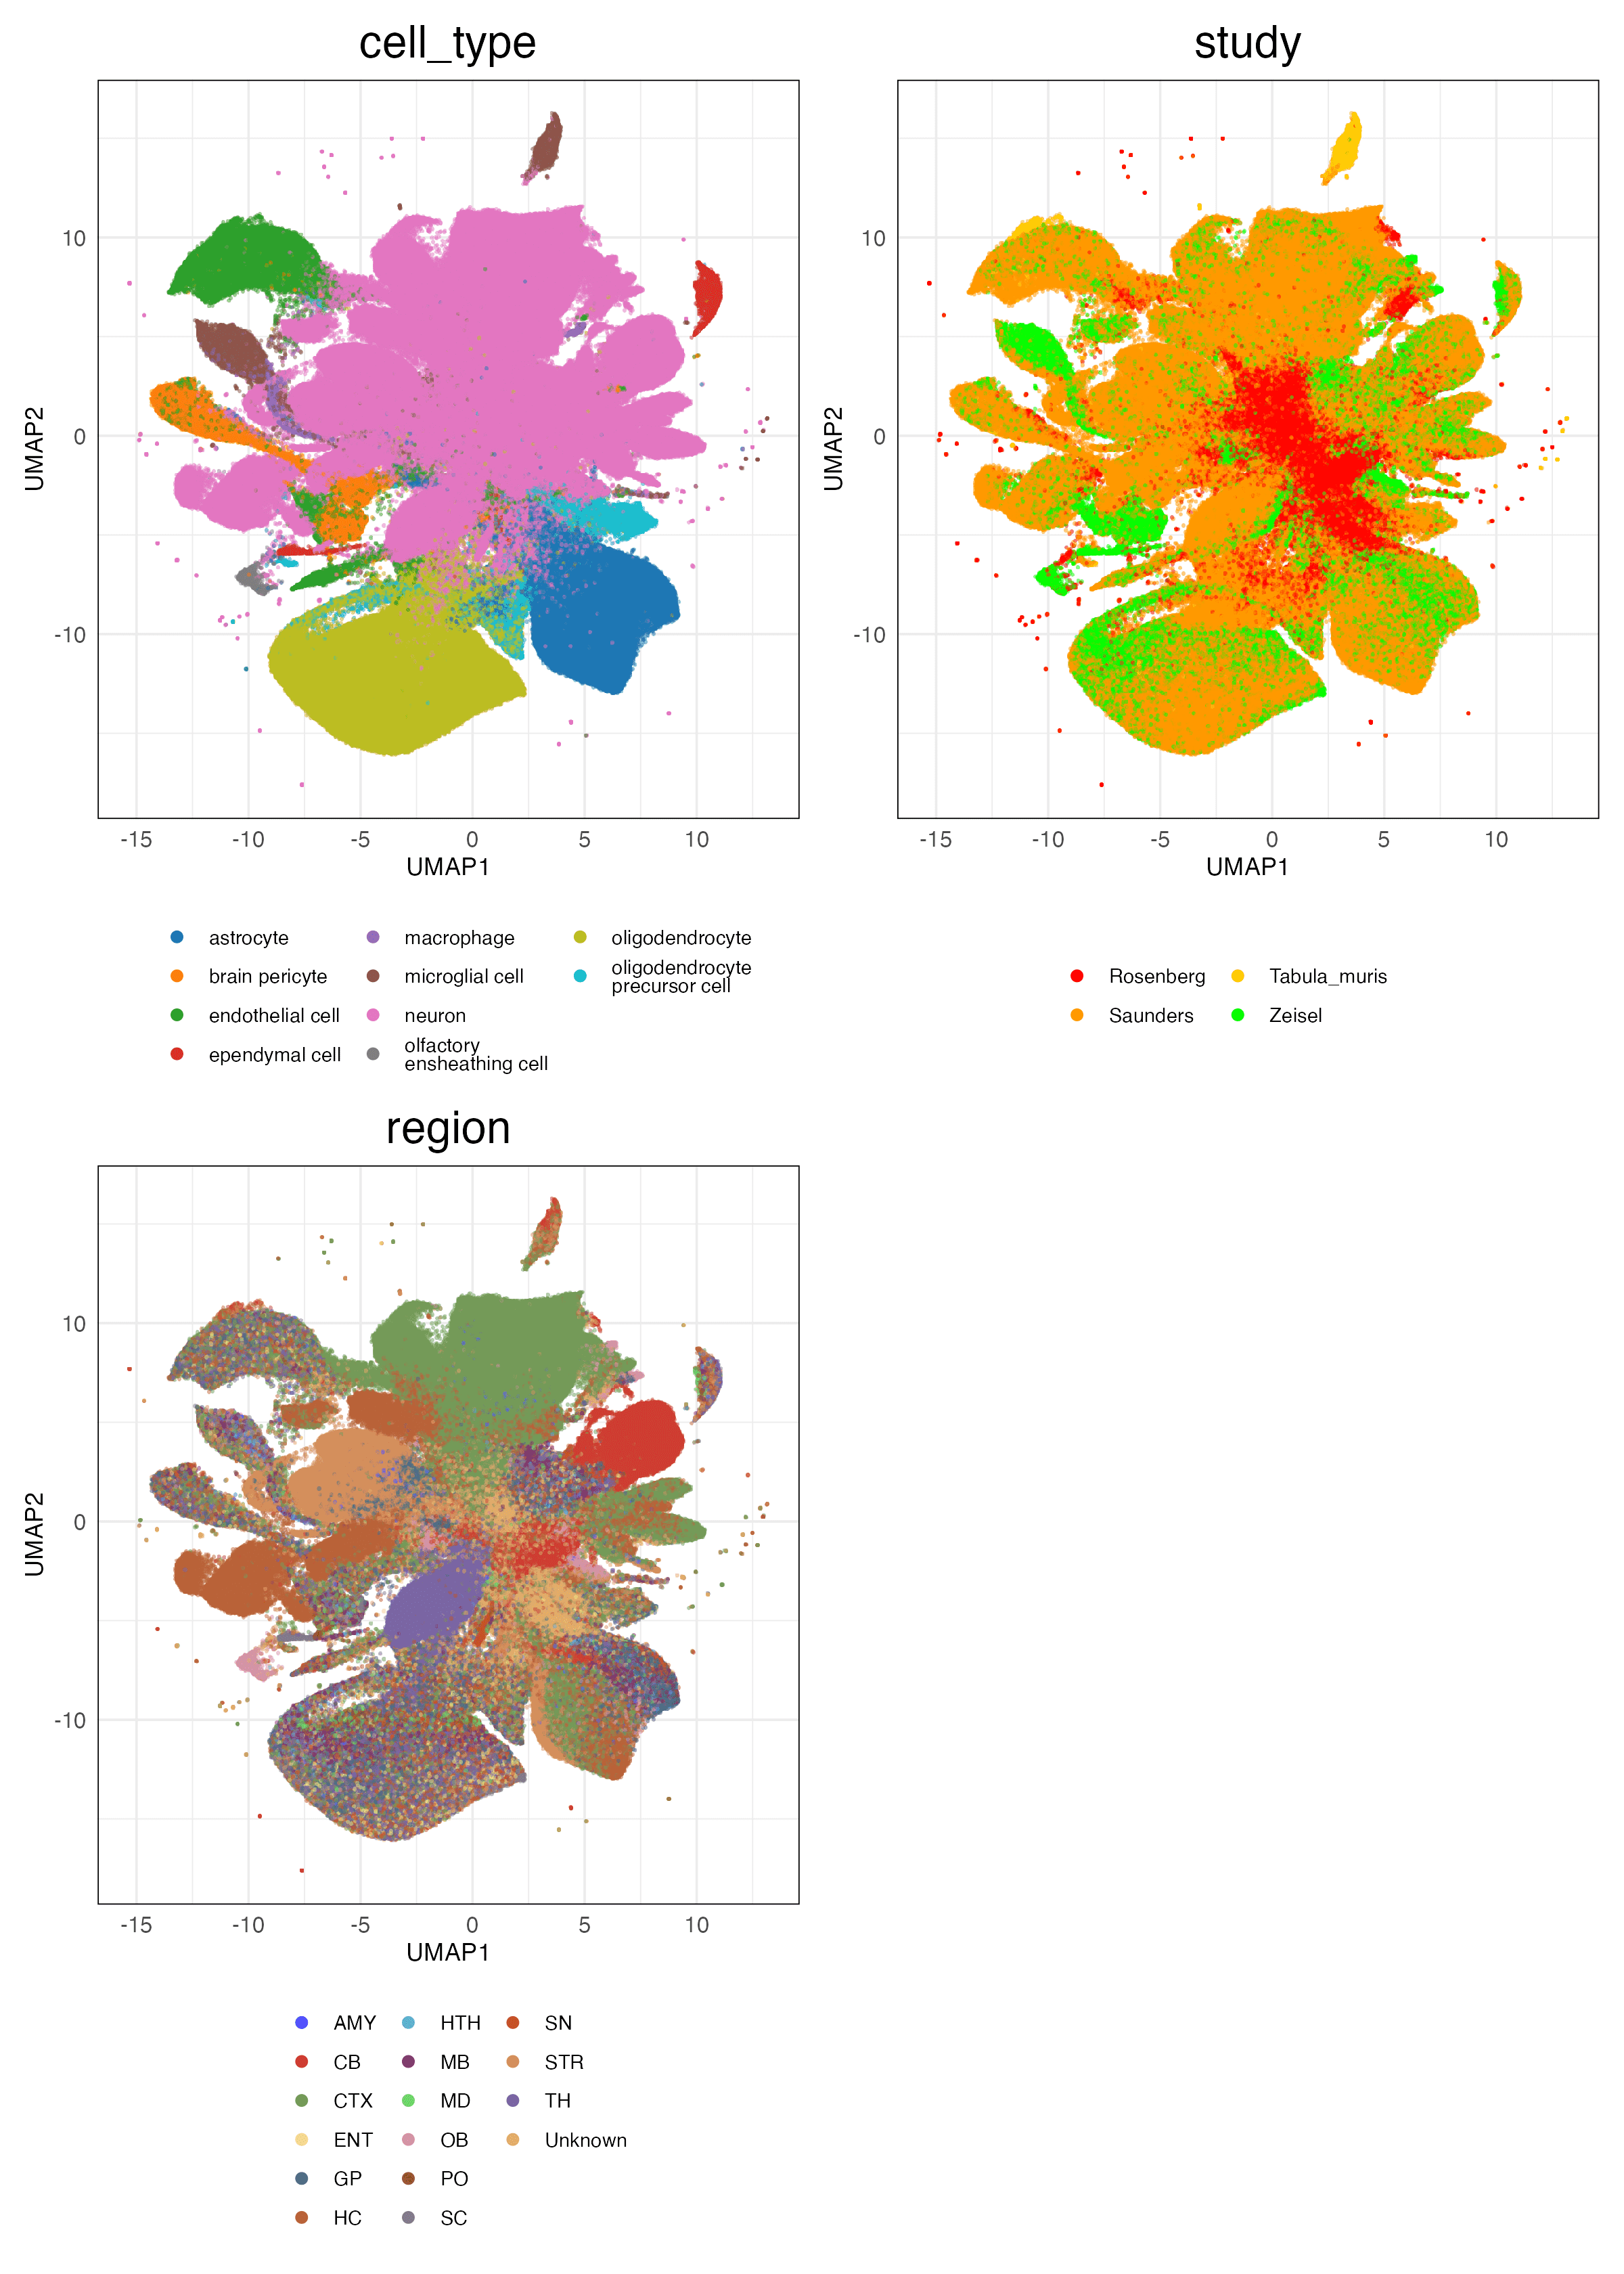 cell_type
study
10
0
-10
UMAP2
-15 -10 -5 0 5 10
UMAP1
10
0
-10
UMAP2
-15 -10 -5 0 5 10
UMAP1
astrocyte
brain pericyte
endothelial cell
ependymal cell
macrophage
microglial cell
neuron
olfactory
ensheathing cell
oligodendrocyte
oligodendrocyte
precursor cell
Rosenberg
Saunders
Tabula_muris
Zeisel
region
10
0
-10
UMAP2
-15 -10 -5 0 5 10
UMAP1
AMY
CB
CTX
ENT
GP
HC
HTH
MB
MD
OB
PO
SC
SN
STR
TH
Unknown